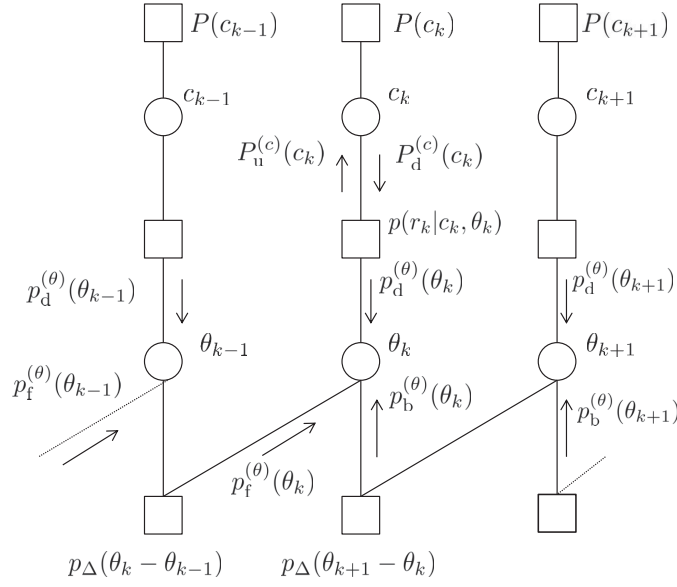 P(c_{k−1}) P(c_k) P(c_{k+1})
c_{k−1} c_k c_{k+1}
P_u^{(c)}(c_k) P_d^{(c)}(c_k)
p(r_k|c_k, θ_k)
p_d^{(θ)}(θ_{k−1}) p_d^{(θ)}(θ_k) p_d^{(θ)}(θ_{k+1})
θ_{k−1} θ_k θ_{k+1}
p_f^{(θ)}(θ_{k−1}) p_b^{(θ)}(θ_k) p_b^{(θ)}(θ_{k+1})
p_f^{(θ)}(θ_k)
p_Δ(θ_k − θ_{k−1}) p_Δ(θ_{k+1} − θ_k)